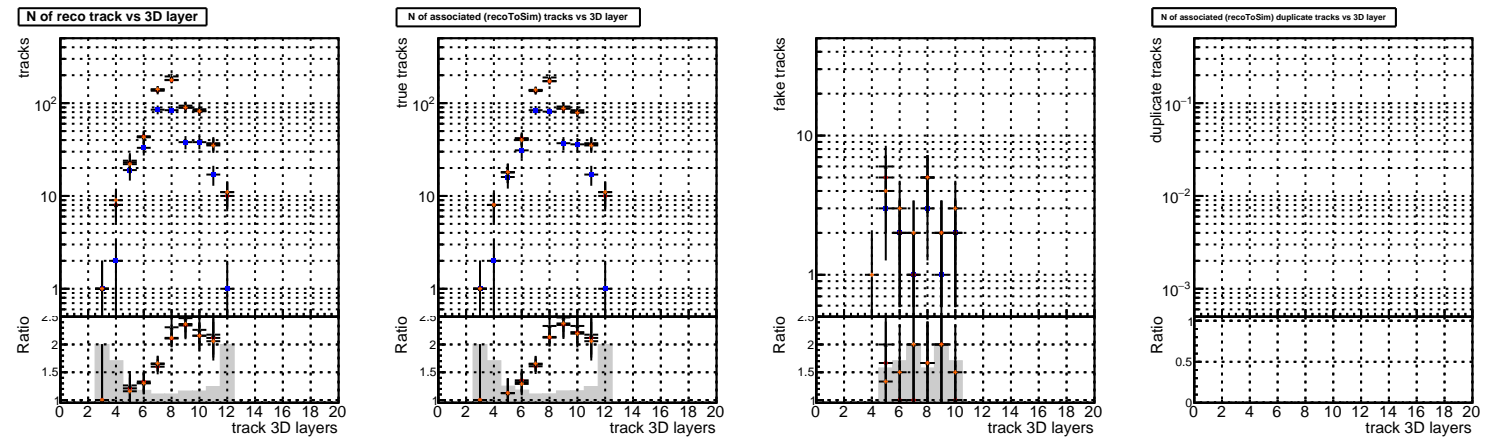 N of reco track vs 3D layer
tracks
10²
10
1
Ratio
2.5
2
1.5
1
0 2 4 6 8 10 12 14 16 18 20
track 3D layers
N of associated (recoToSim) tracks vs 3D layer
true tracks
10²
10
1
Ratio
2.5
2
1.5
1
0 2 4 6 8 10 12 14 16 18 20
track 3D layers
fake tracks
10
1
Ratio
2.5
2
1.5
1
0 2 4 6 8 10 12 14 16 18 20
track 3D layers
N of associated (recoToSim) duplicate tracks vs 3D layer
duplicate tracks
10⁻¹
10⁻²
10⁻³
Ratio
1
0.5
0
0 2 4 6 8 10 12 14 16 18 20
track 3D layers